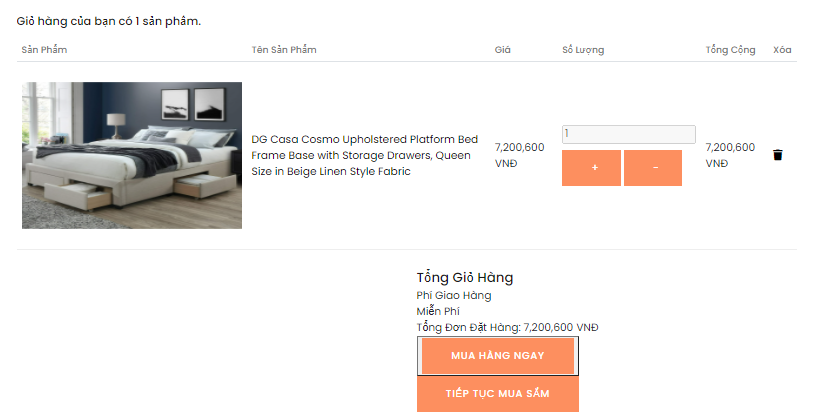 Giỏ hàng của bạn có 1 sản phẩm.
Sản Phẩm Tên Sản Phẩm Giá Số Lượng Tổng Cộng Xóa
DG Casa Cosmo Upholstered Platform Bed
Frame Base with Storage Drawers, Queen
Size in Beige Linen Style Fabric
7,200,600
VNĐ
1
+ -
7,200,600
VNĐ
Tổng Giỏ Hàng
Phí Giao Hàng
Miễn Phí
Tổng Đơn Đặt Hàng: 7,200,600 VNĐ
MUA HÀNG NGAY
TIẾP TỤC MUA SẮM